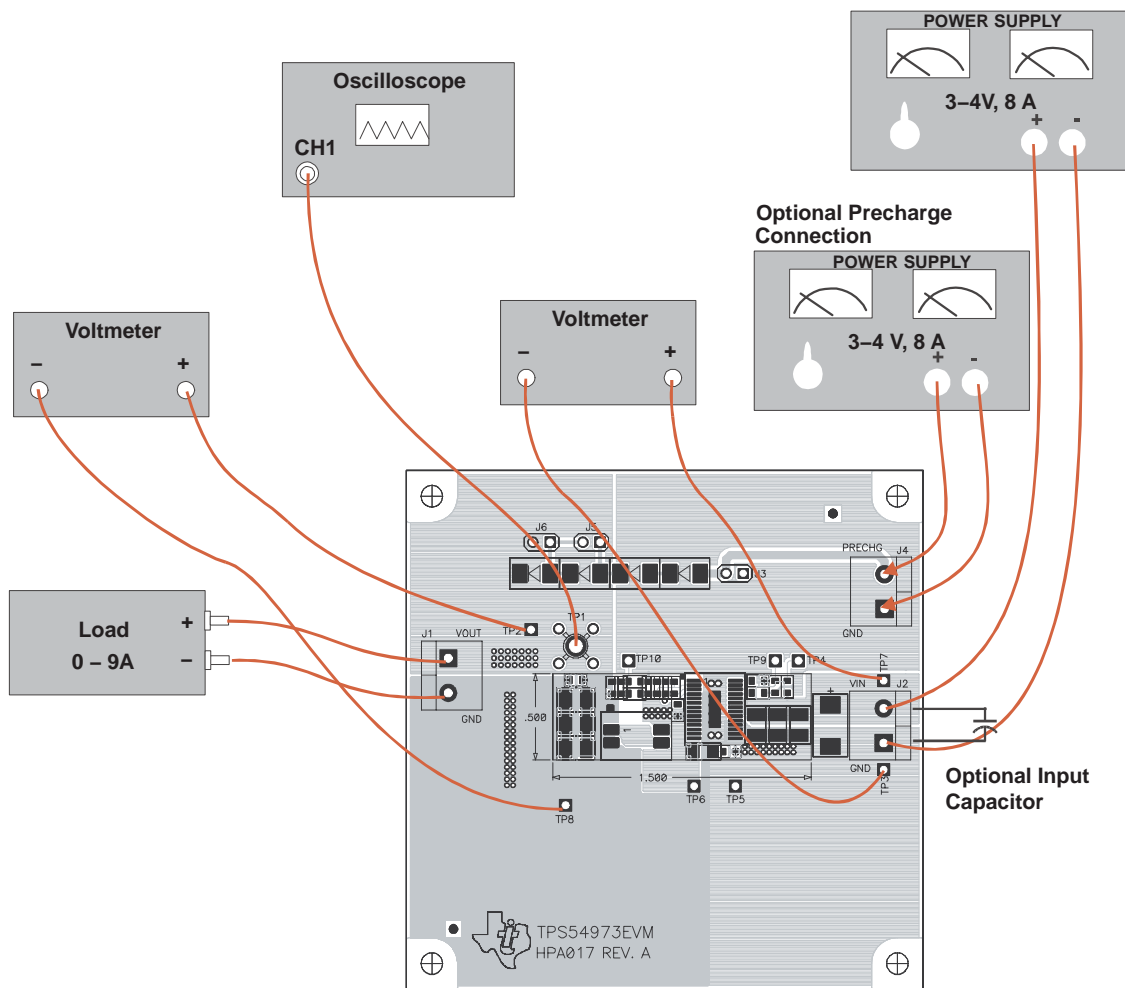 POWER SUPPLY
3–4V, 8 A
+ -
Oscilloscope
CH1
Optional Precharge
Connection
POWER SUPPLY
3–4 V, 8 A
+ -
Voltmeter
– +
Voltmeter
– +
Load
0 – 9A
+
–
J6
J5
J3
PRECHG
J4
GND
J1
VOUT
GND
TP2
TP1
TP10
TP9
TP4
TP7
VIN
J2
GND
TP3
+
1
.500
1.500
TP6
TP5
TP8
Optional Input
Capacitor
TPS54973EVM
HPA017 REV. A